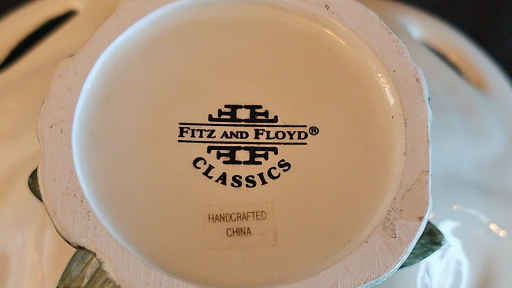 FITZ AND FLOYD®
CLASSICS
HANDCRAFTED
CHINA